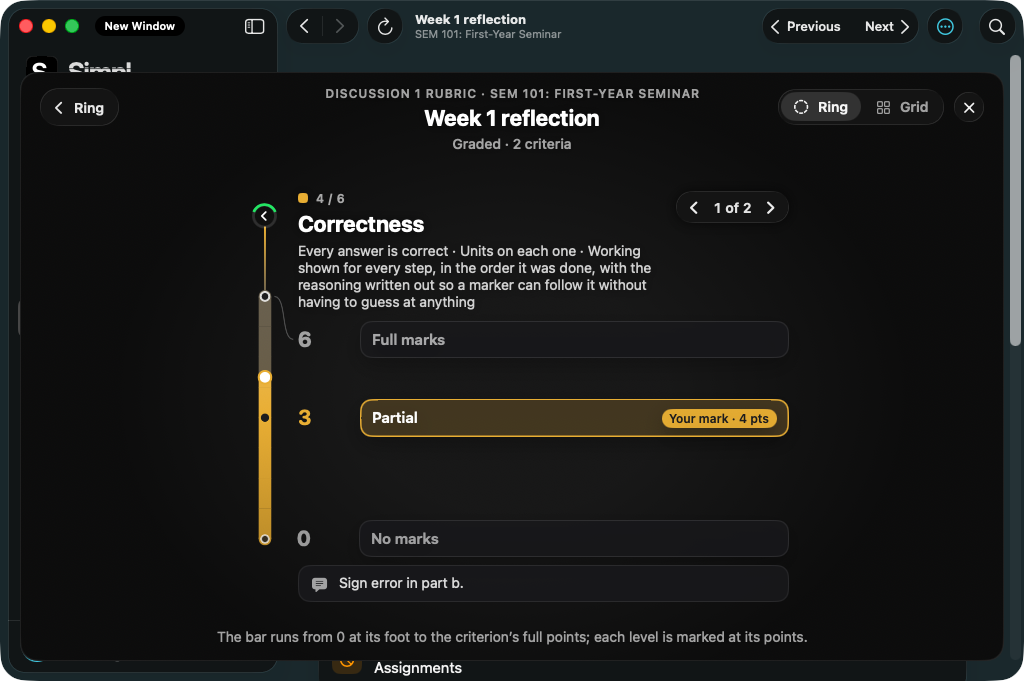 New Window
Week 1 reflection
SEM 101: First-Year Seminar
Previous
Next
Ring
DISCUSSION 1 RUBRIC · SEM 101: FIRST-YEAR SEMINAR
Week 1 reflection
Graded · 2 criteria
Ring
Grid
4 / 6
Correctness
1 of 2
Every answer is correct · Units on each one · Working
shown for every step, in the order it was done, with the
reasoning written out so a marker can follow it without
having to guess at anything
6
Full marks
3
Partial
Your mark · 4 pts
0
No marks
Sign error in part b.
The bar runs from 0 at its foot to the criterion’s full points; each level is marked at its points.
Assignments